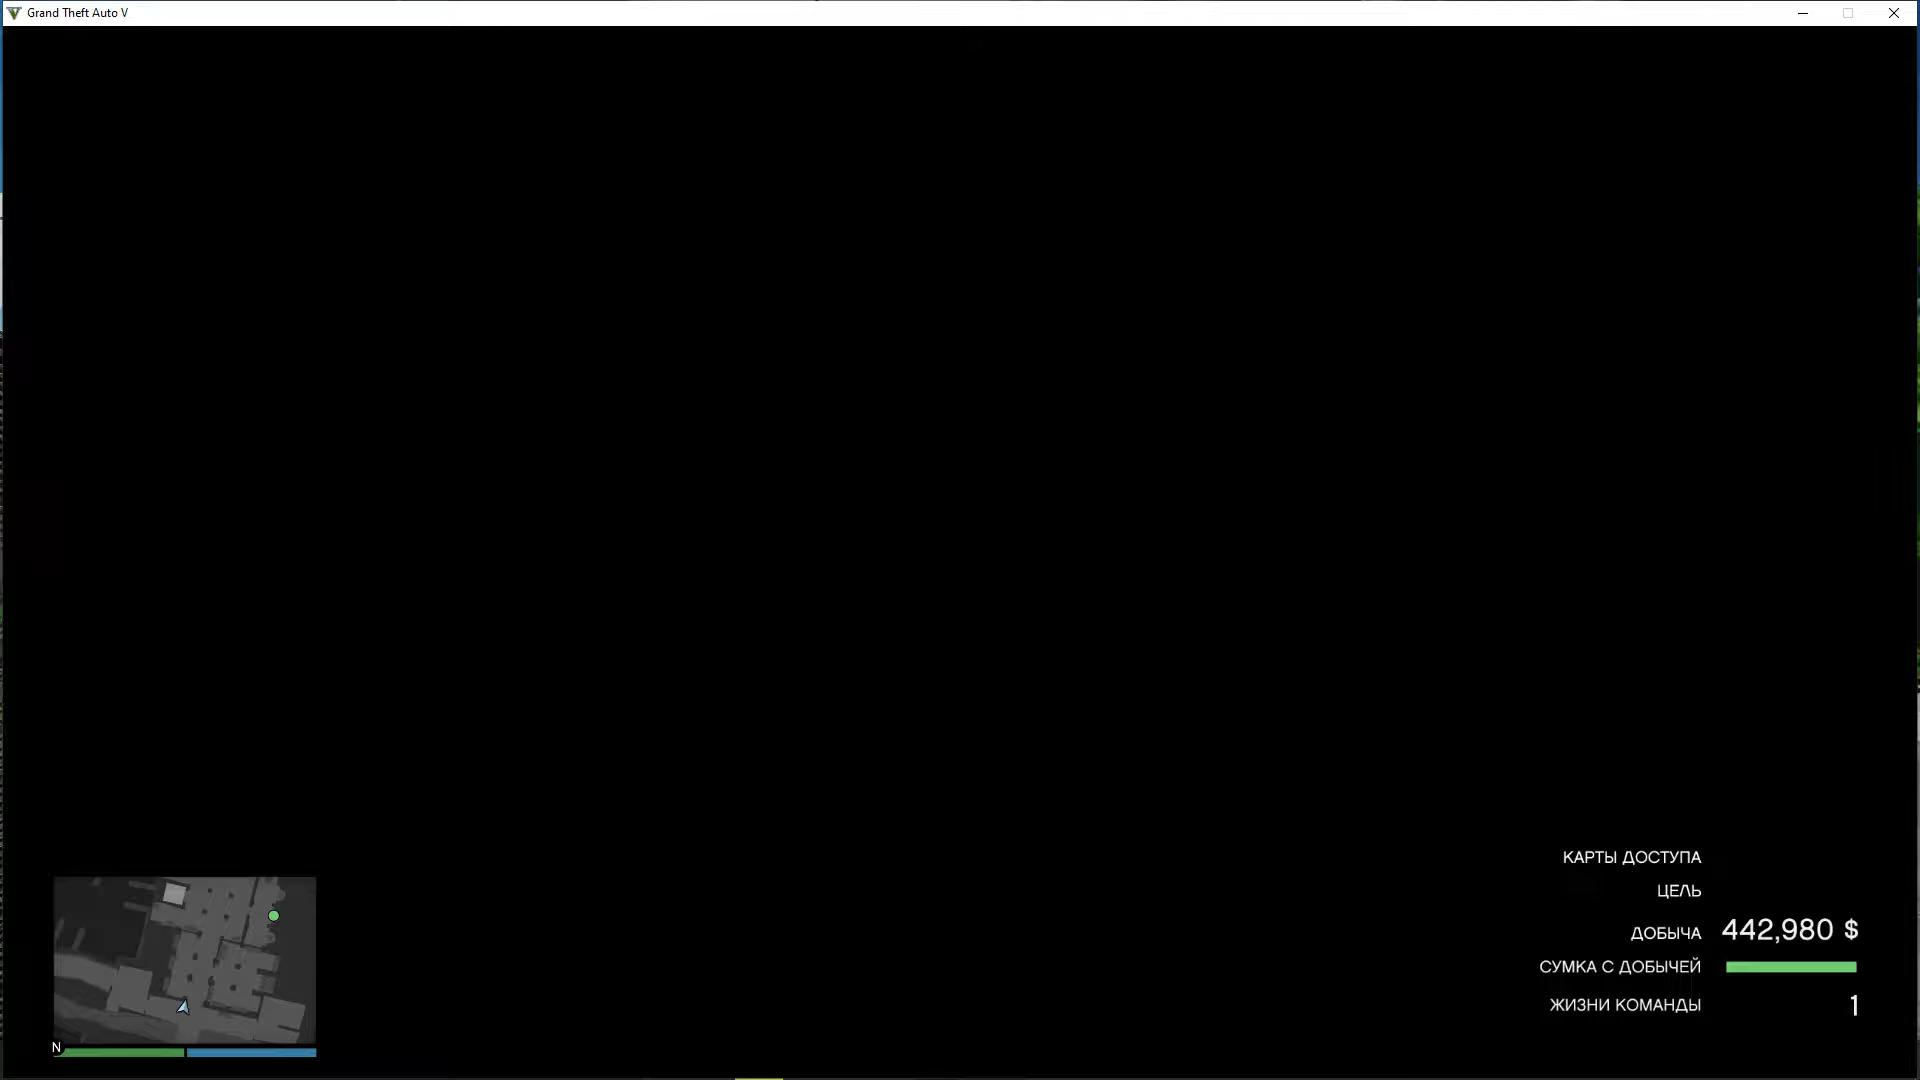 Grand Theft Auto V
КАРТЫ ДОСТУПА
ЦЕЛЬ
ДОБЫЧА 442,980 $
СУМКА С ДОБЫЧЕЙ
ЖИЗНИ КОМАНДЫ 1
N